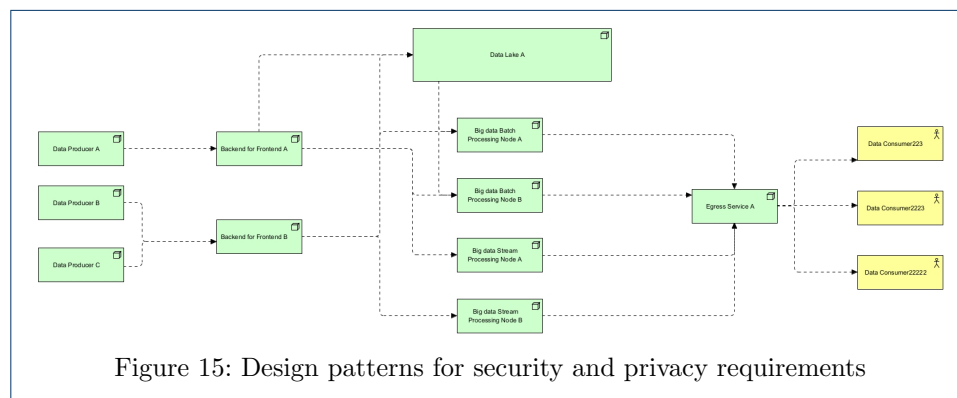 Data Lake A
Big data Batch
Processing Node A
Data Producer A
Backend for Frontend A
Data Consumer223
Data Producer B
Big data Batch
Processing Node B
Egress Service A
Data Consumer2223
Backend for Frontend B
Data Producer C
Big data Stream
Processing Node A
Data Consumer22222
Big data Stream
Processing Node B
Figure 15: Design patterns for security and privacy requirements